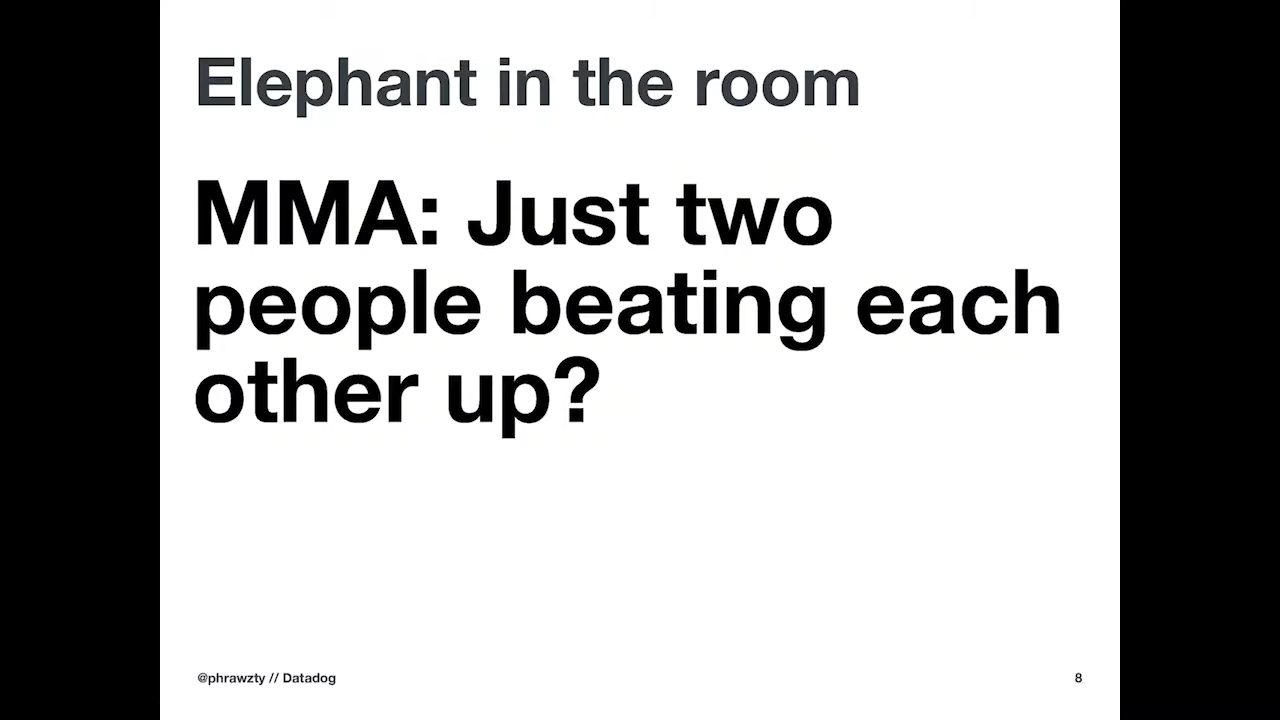 Elephant in the room
MMA: Just two
people beating each
other up?
@phrawzty // Datadog
8